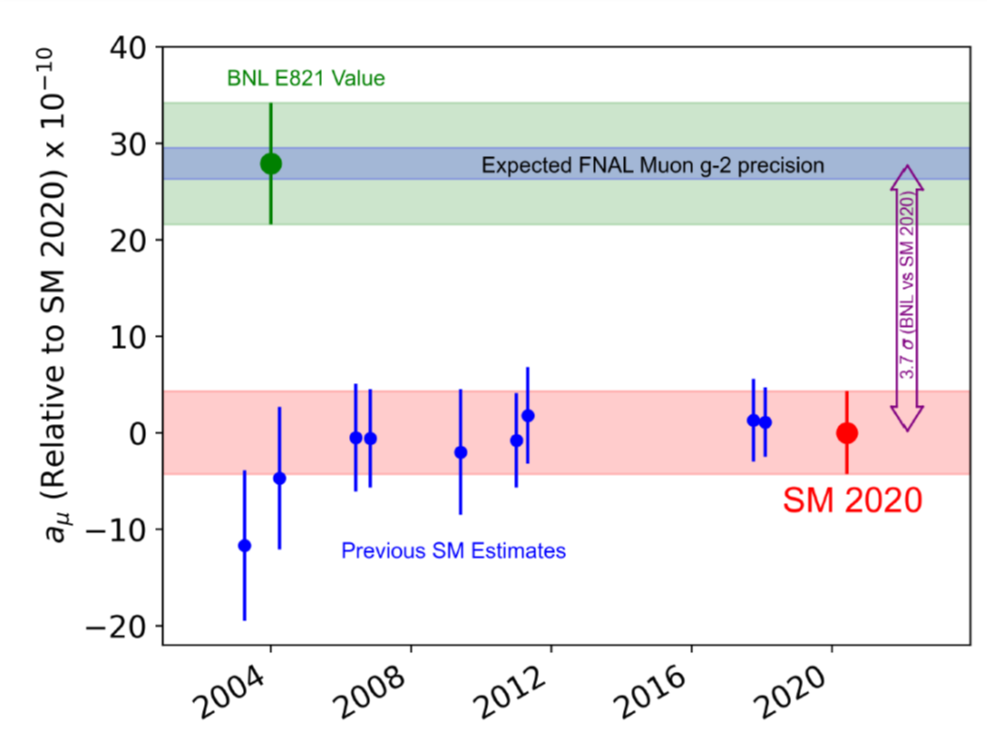 40
BNL E821 Value
30
Expected FNAL Muon g-2 precision
20
10
0
−10
−20
aμ (Relative to SM 2020) x 10⁻¹⁰
3.7 σ (BNL vs SM 2020)
SM 2020
Previous SM Estimates
2004
2008
2012
2016
2020